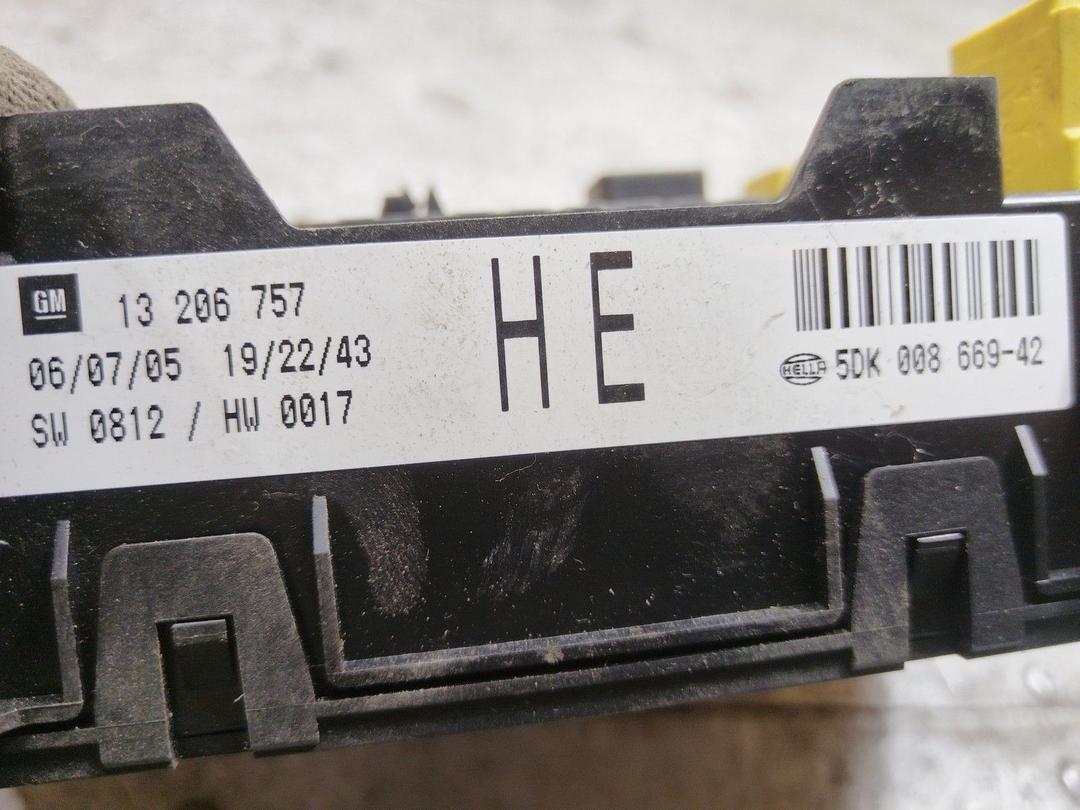 GM 13 206 757
06/07/05 19/22/43
SW 0812 / HW 0017
HE
HELLA 5DK 008 669-42